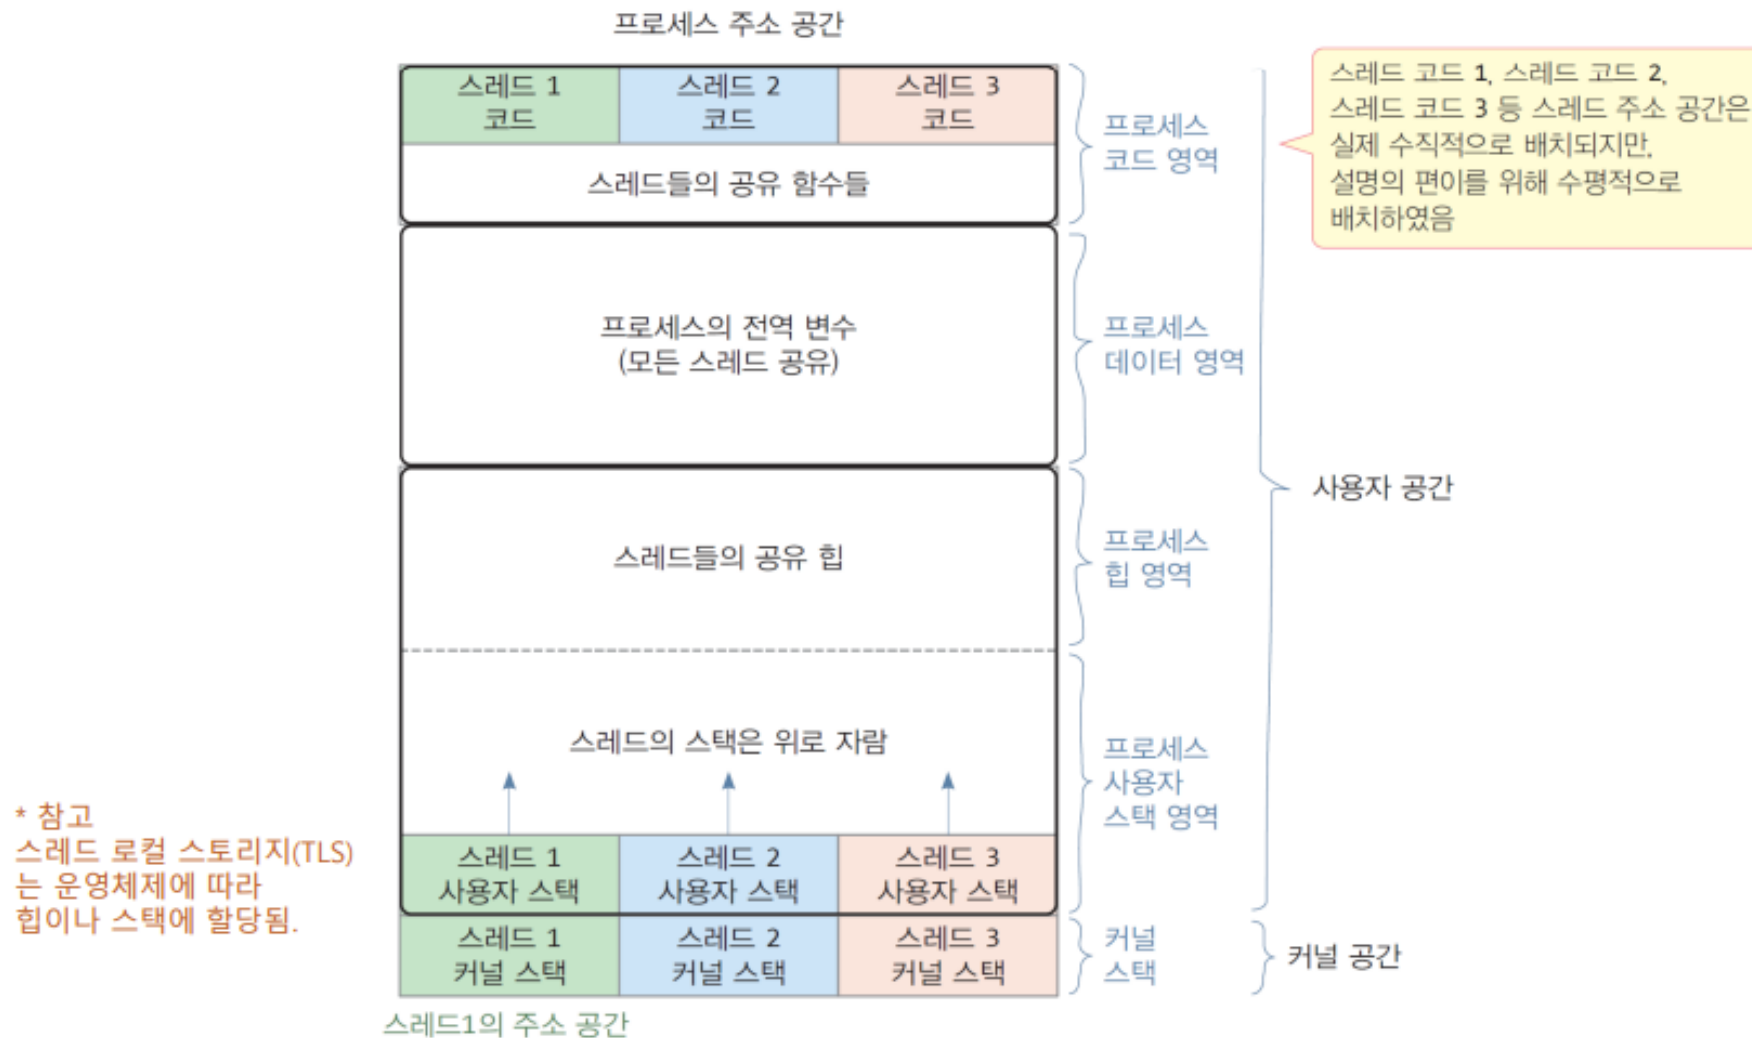 프로세스 주소 공간
스레드 1
코드
스레드 2
코드
스레드 3
코드
스레드들의 공유 함수들
프로세스
코드 영역
스레드 코드 1, 스레드 코드 2,
스레드 코드 3 등 스레드 주소 공간은
실제 수직적으로 배치되지만,
설명의 편이를 위해 수평적으로
배치하였음
프로세스의 전역 변수
(모든 스레드 공유)
프로세스
데이터 영역
사용자 공간
스레드들의 공유 힙
프로세스
힙 영역
스레드의 스택은 위로 자람
프로세스
사용자
스택 영역
* 참고
스레드 로컬 스토리지(TLS)
는 운영체제에 따라
힙이나 스택에 할당됨.
스레드 1
사용자 스택
스레드 2
사용자 스택
스레드 3
사용자 스택
스레드 1
커널 스택
스레드 2
커널 스택
스레드 3
커널 스택
커널
스택
커널 공간
스레드1의 주소 공간